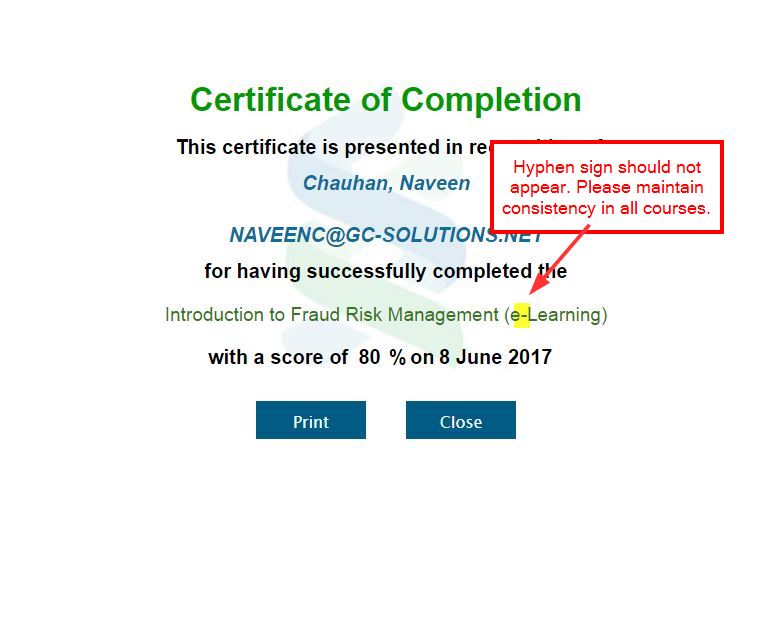 Certificate of Completion
This certificate is presented in
Chauhan, Naveen
Hyphen sign should not
appear. Please maintain
consistency in all courses.
NAVEENC@GC-SOLUTIONS.NET
for having successfully completed the
Introduction to Fraud Risk Management (e-Learning)
with a score of 80 % on 8 June 2017
Print Close